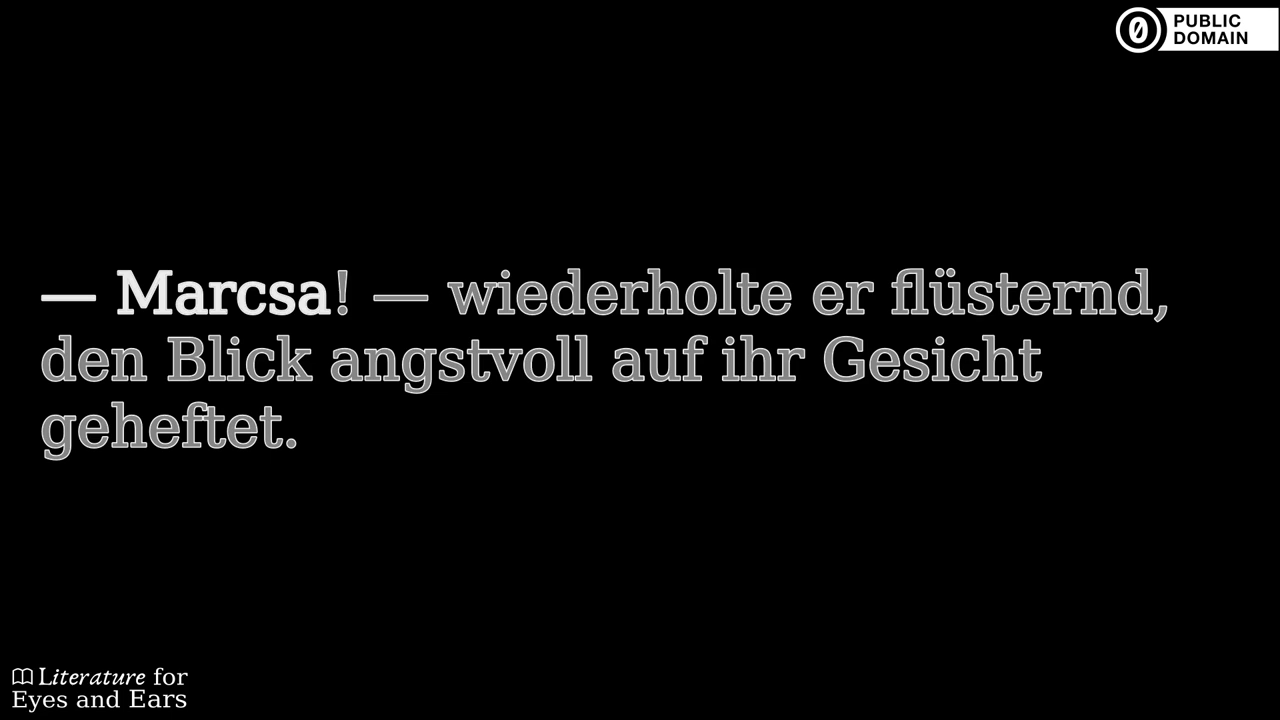 PUBLIC
DOMAIN
— Marcsa! — wiederholte er flüsternd,
den Blick angstvoll auf ihr Gesicht
geheftet.
Literature for
Eyes and Ears